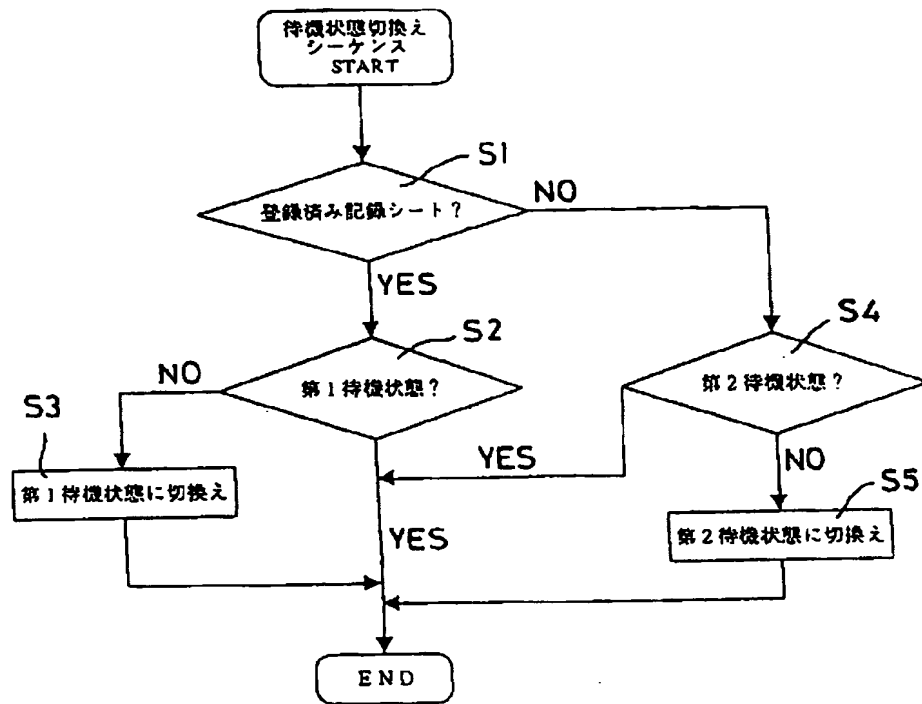 待機状態切換え
シーケンス
START
S1
登録済み記録シート？
NO
YES
S2
S4
NO
第1待機状態？
第2待機状態？
S3
YES
NO
S5
第1待機状態に切換え
YES
第2待機状態に切換え
END